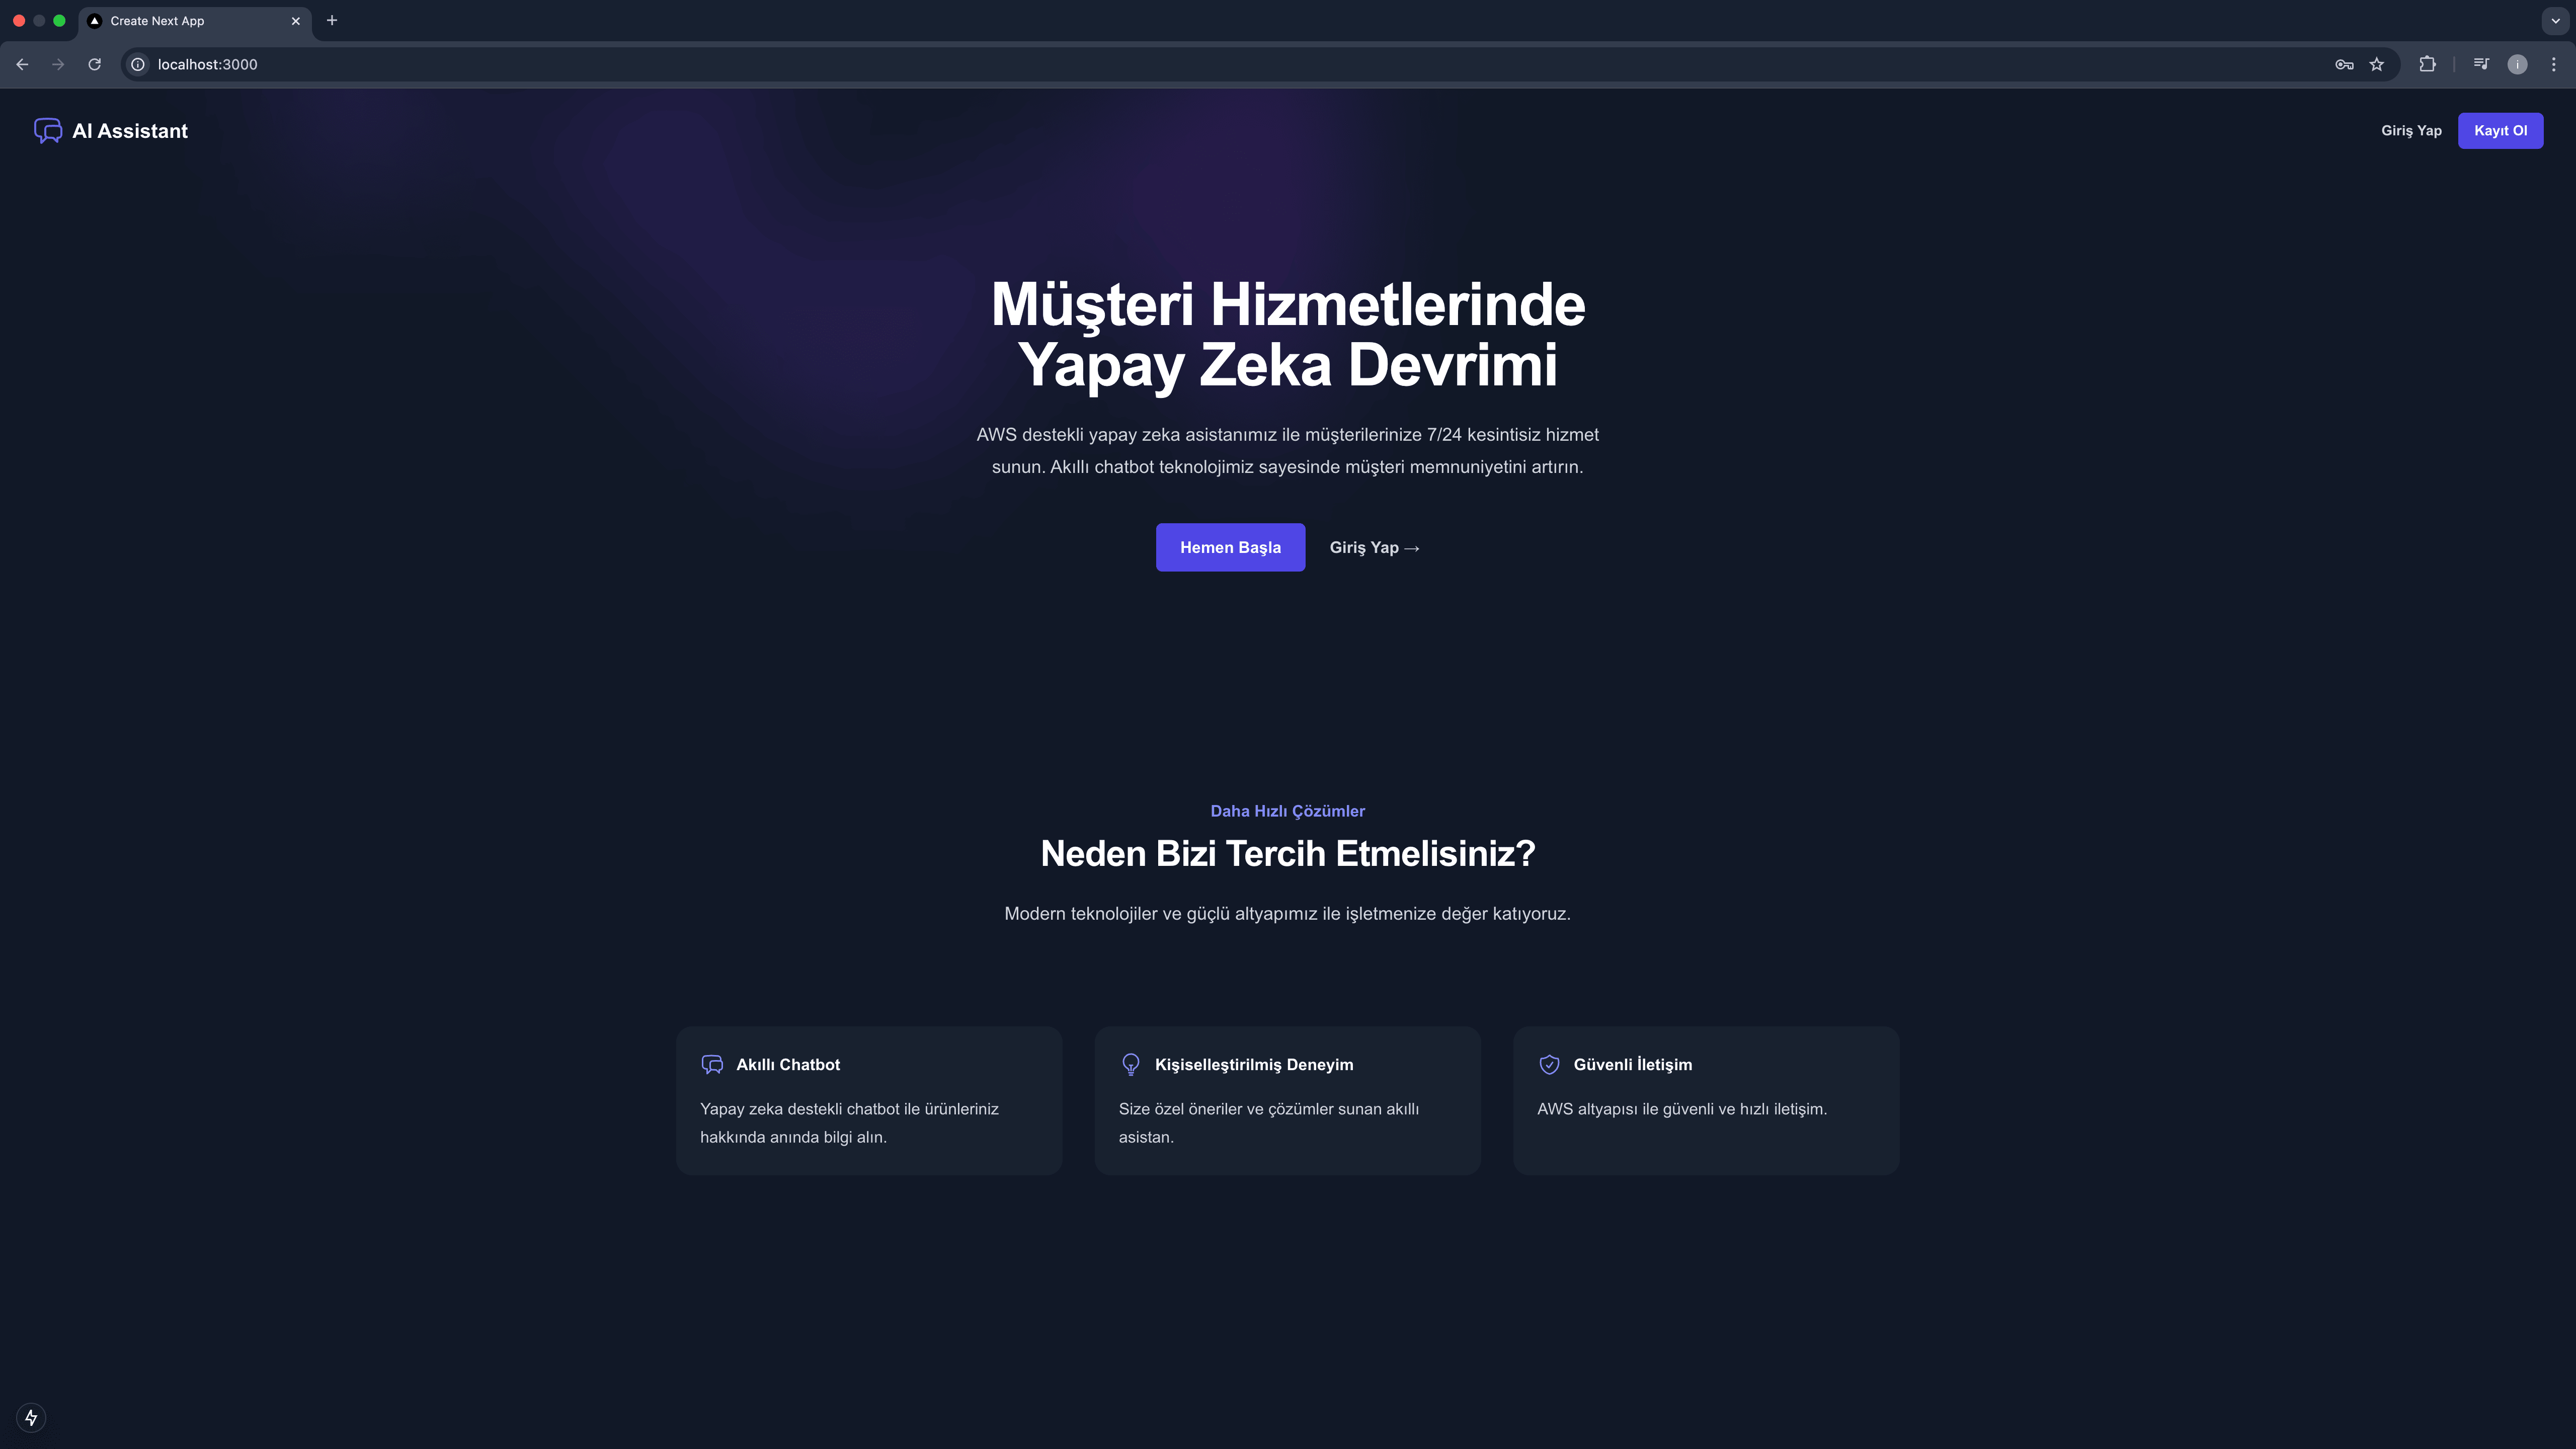 Create Next App
localhost:3000
AI Assistant
Giriş Yap
Kayıt Ol
Müşteri Hizmetlerinde
Yapay Zeka Devrimi
AWS destekli yapay zeka asistanımız ile müşterilerinize 7/24 kesintisiz hizmet
sunun. Akıllı chatbot teknolojimiz sayesinde müşteri memnuniyetini artırın.
Hemen Başla
Giriş Yap →
Daha Hızlı Çözümler
Neden Bizi Tercih Etmelisiniz?
Modern teknolojiler ve güçlü altyapımız ile işletmenize değer katıyoruz.
Akıllı Chatbot
Yapay zeka destekli chatbot ile ürünleriniz
hakkında anında bilgi alın.
Kişiselleştirilmiş Deneyim
Size özel öneriler ve çözümler sunan akıllı
asistan.
Güvenli İletişim
AWS altyapısı ile güvenli ve hızlı iletişim.